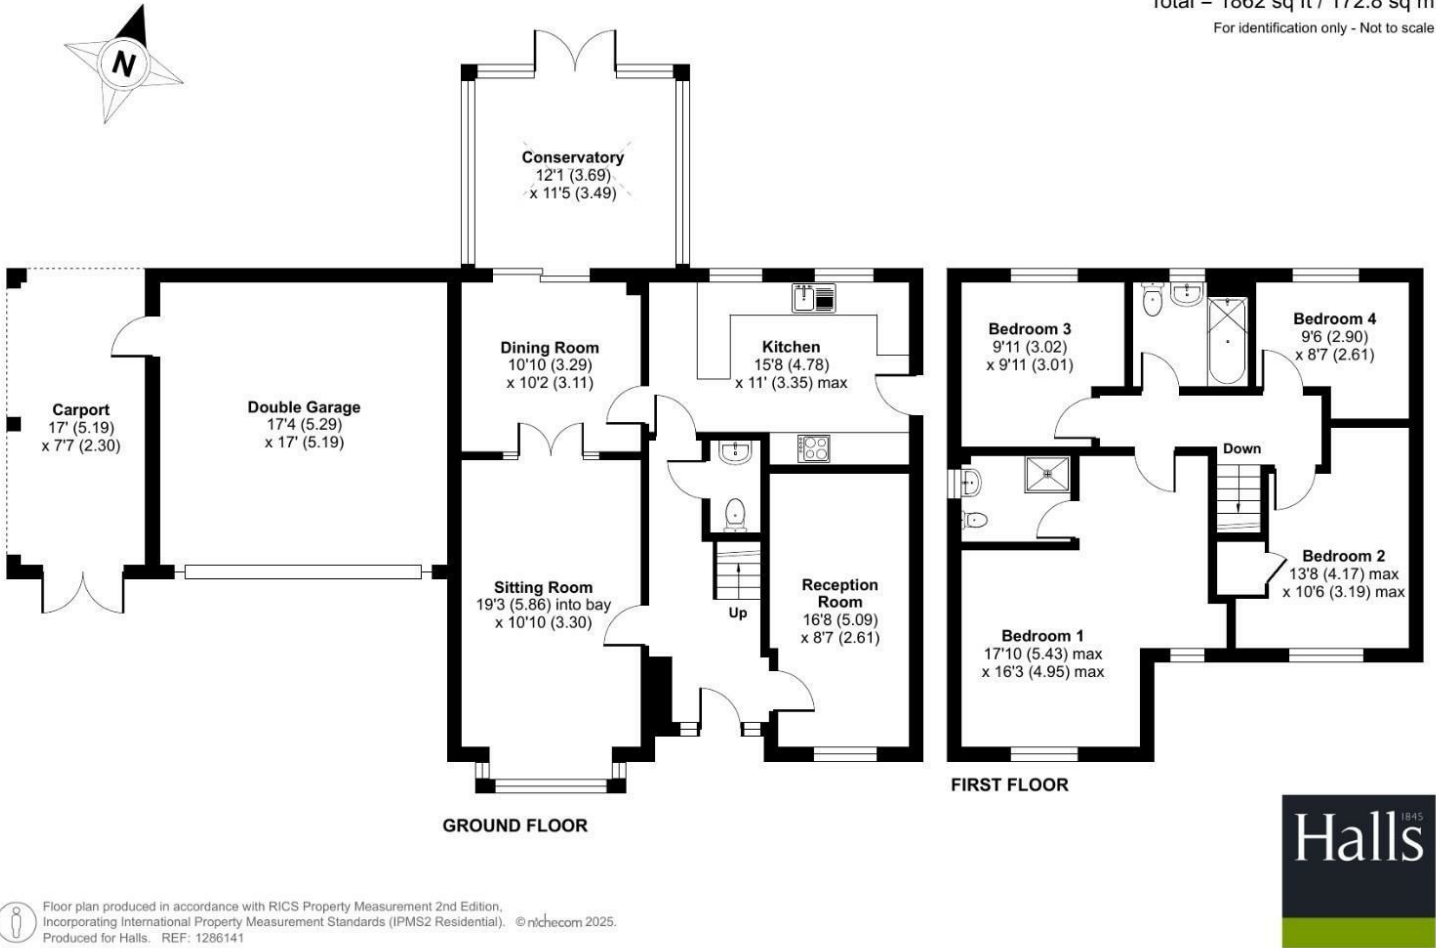 Total = 1862 sq ft / 172.8 sq m
For identification only - Not to scale
N
Conservatory
12'1 (3.69)
x 11'5 (3.49)
Carport
17' (5.19)
x 7'7 (2.30)
Double Garage
17'4 (5.29)
x 17' (5.19)
Dining Room
10'10 (3.29)
x 10'2 (3.11)
Kitchen
15'8 (4.78)
x 11' (3.35) max
Sitting Room
19'3 (5.86) into bay
x 10'10 (3.30)
Up
Reception
Room
16'8 (5.09)
x 8'7 (2.61)
GROUND FLOOR
Bedroom 3
9'11 (3.02)
x 9'11 (3.01)
Bedroom 4
9'6 (2.90)
x 8'7 (2.61)
Down
Bedroom 2
13'8 (4.17) max
x 10'6 (3.19) max
Bedroom 1
17'10 (5.43) max
x 16'3 (4.95) max
FIRST FLOOR
Halls 1845
Floor plan produced in accordance with RICS Property Measurement 2nd Edition,
Incorporating International Property Measurement Standards (IPMS2 Residential). ©nichecom 2025.
Produced for Halls. REF: 1286141